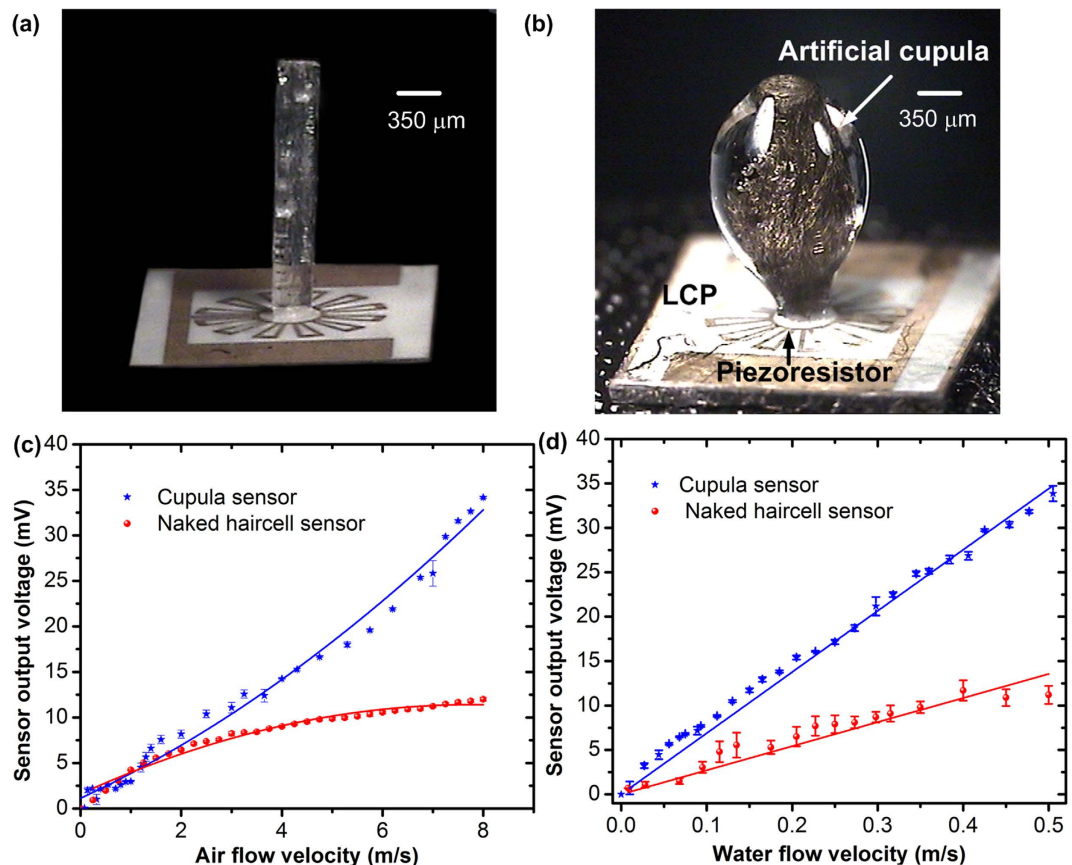 (a)
350 μm
(b)
Artificial cupula
350 μm
LCP
Piezoresistor
(c)
40
35
30
25
20
15
10
5
0
Sensor output voltage (mV)
Cupula sensor
Naked haircell sensor
0 2 4 6 8
Air flow velocity (m/s)
(d)
40
35
30
25
20
15
10
5
0
Sensor output voltage (mV)
Cupula sensor
Naked haircell sensor
0.0 0.1 0.2 0.3 0.4 0.5
Water flow velocity (m/s)